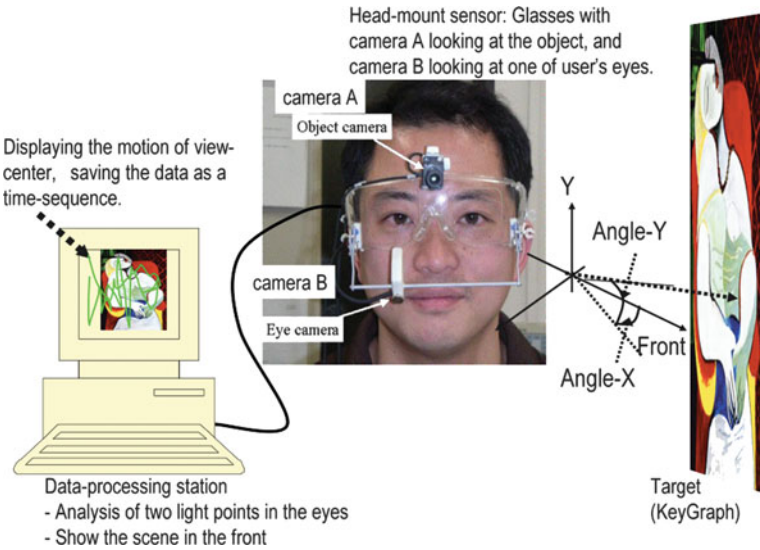 Head-mount sensor: Glasses with
camera A looking at the object, and
camera B looking at one of user's eyes.
camera A
Object camera
Displaying the motion of view-
center, saving the data as a
time-sequence.
Y
Angle-Y
camera B
Eye camera
Front
Angle-X
Data-processing station
- Analysis of two light points in the eyes
- Show the scene in the front
Target
(KeyGraph)